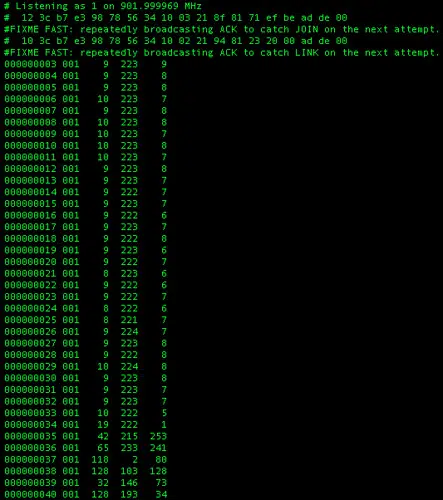 # Listening as 1 on 901.999969 MHz
#  12 3c b7 e3 98 78 56 34 10 03 21 8f 01 71 ef be ad de 00
#FIXME FAST: repeatedly broadcasting ACK to catch JOIN on the next attempt.
#  10 3c b7 e3 98 78 56 34 10 02 21 94 81 23 20 00 ad de 00
#FIXME FAST: repeatedly broadcasting ACK to catch LINK on the next attempt.
000000003 001 9 223 9
000000004 001 9 223 8
000000005 001 9 223 8
000000006 001 10 223 7
000000007 001 9 223 8
000000008 001 10 223 8
000000009 001 10 223 7
000000010 001 10 223 8
000000011 001 10 223 7
000000012 001 9 223 8
000000013 001 9 223 7
000000014 001 9 222 7
000000015 001 9 223 7
000000016 001 9 222 6
000000017 001 9 223 7
000000018 001 9 222 8
000000019 001 9 223 6
000000020 001 9 222 7
000000021 001 8 223 6
000000022 001 9 222 6
000000023 001 9 222 7
000000024 001 8 222 6
000000025 001 8 221 7
000000026 001 9 224 7
000000027 001 9 223 8
000000028 001 9 222 8
000000029 001 10 224 8
000000030 001 9 223 8
000000031 001 9 223 7
000000032 001 9 223 7
000000033 001 10 222 5
000000034 001 19 222 1
000000035 001 42 215 253
000000036 001 65 233 241
000000037 001 118 2 80
000000038 001 128 103 128
000000039 001 32 146 73
000000040 001 128 193 34